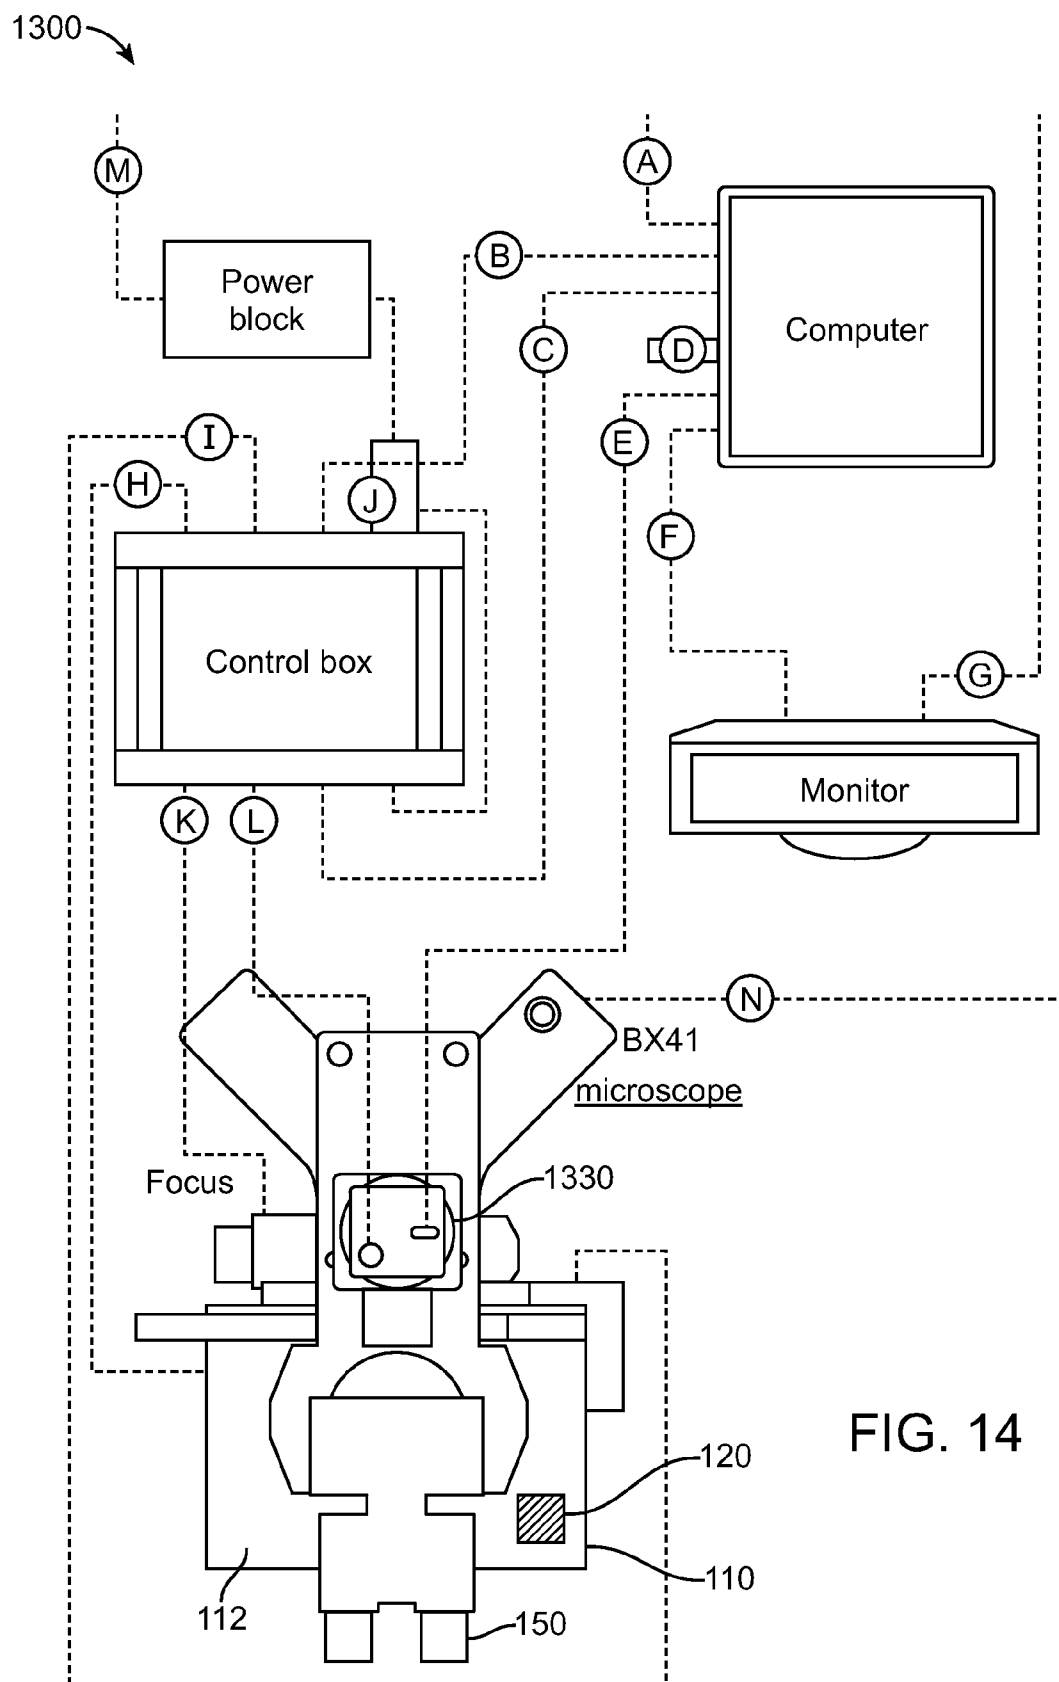 1300
M
A
Power
block
B
Computer
C
D
I
E
H
J
F
Control box
G
Monitor
K
L
N
BX41
microscope
Focus
1330
FIG. 14
120
110
112
150